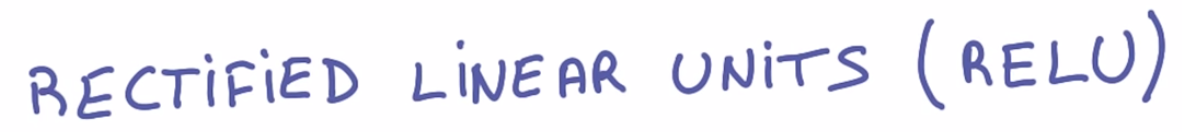 RECTiFiED LiNEAR UNiTS (RELU)